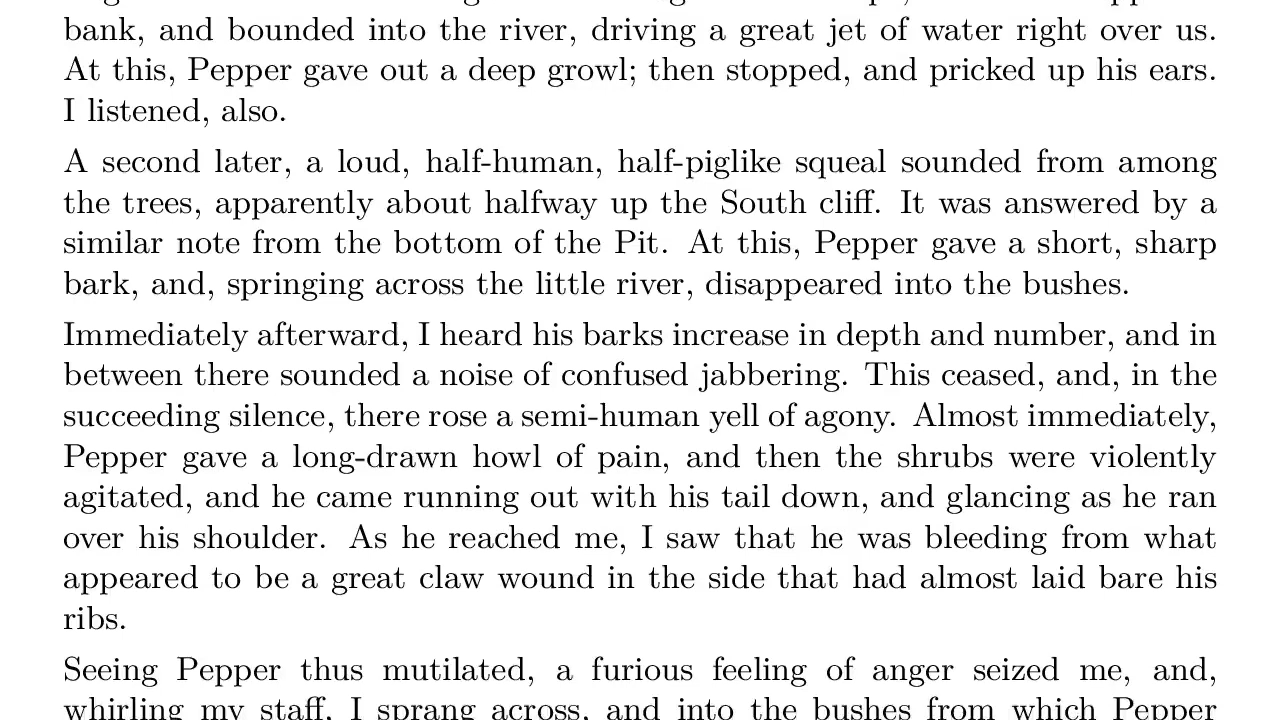 bank, and bounded into the river, driving a great jet of water right over us.
At this, Pepper gave out a deep growl; then stopped, and pricked up his ears.
I listened, also.
A second later, a loud, half-human, half-piglike squeal sounded from among
the trees, apparently about halfway up the South cliff. It was answered by a
similar note from the bottom of the Pit. At this, Pepper gave a short, sharp
bark, and, springing across the little river, disappeared into the bushes.
Immediately afterward, I heard his barks increase in depth and number, and in
between there sounded a noise of confused jabbering. This ceased, and, in the
succeeding silence, there rose a semi-human yell of agony. Almost immediately,
Pepper gave a long-drawn howl of pain, and then the shrubs were violently
agitated, and he came running out with his tail down, and glancing as he ran
over his shoulder. As he reached me, I saw that he was bleeding from what
appeared to be a great claw wound in the side that had almost laid bare his
ribs.
Seeing Pepper thus mutilated, a furious feeling of anger seized me, and,
whirling my staff, I sprang across, and into the bushes from which Pepper